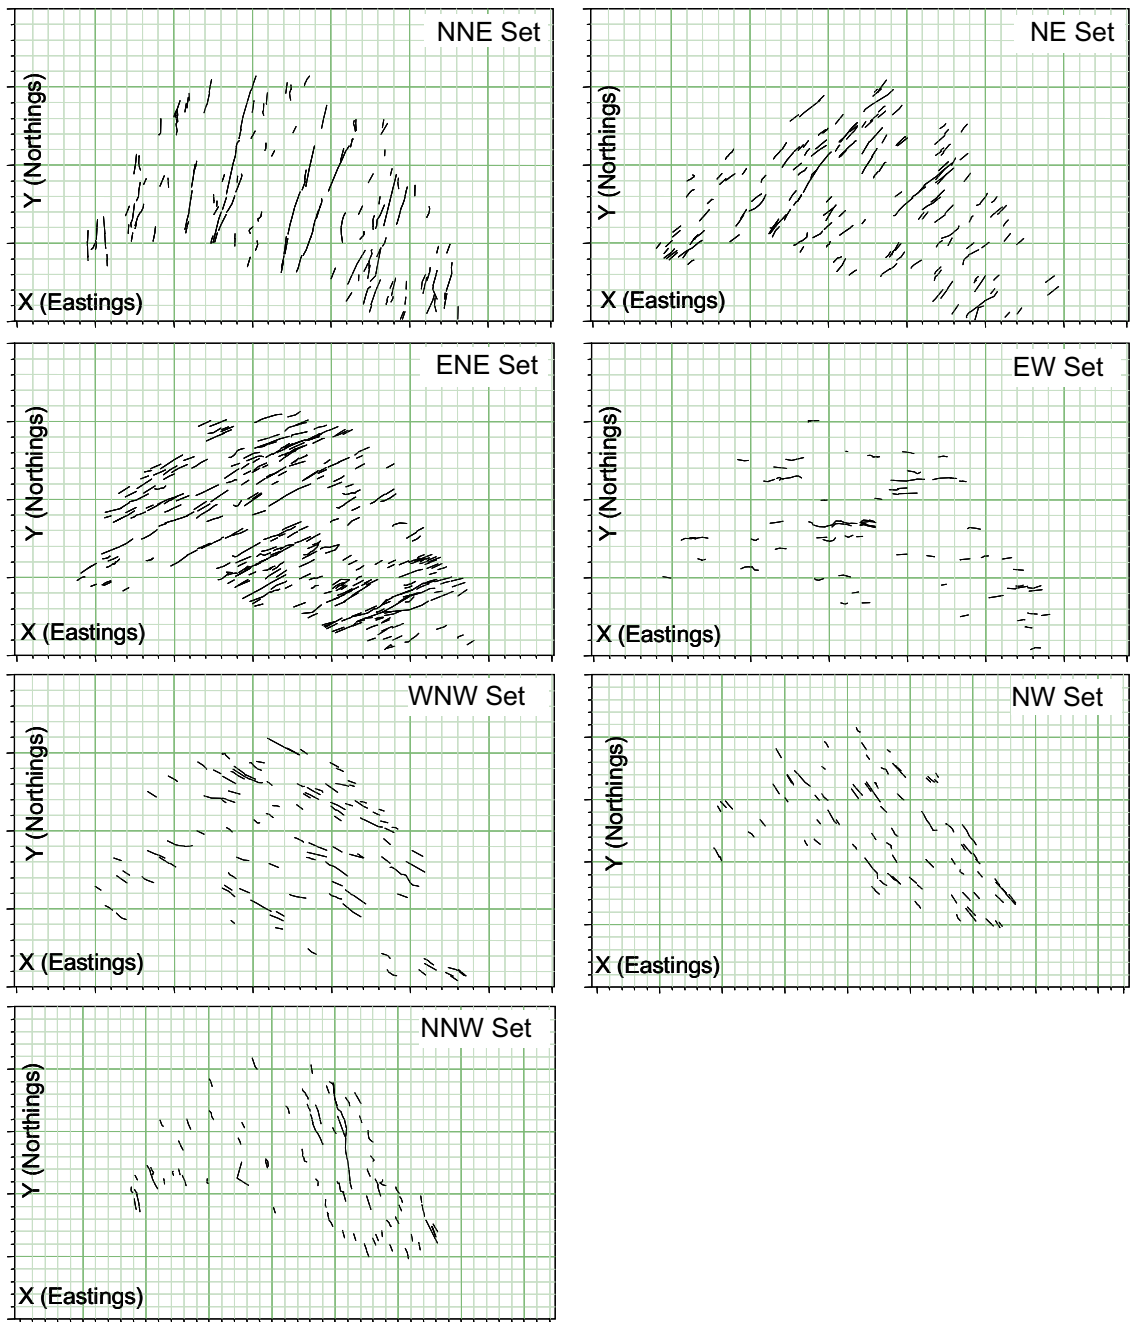 NNE Set
Y (Northings)
X (Eastings)
NE Set
Y (Northings)
X (Eastings)
ENE Set
Y (Northings)
X (Eastings)
EW Set
Y (Northings)
X (Eastings)
WNW Set
Y (Northings)
X (Eastings)
NW Set
Y (Northings)
X (Eastings)
NNW Set
Y (Northings)
X (Eastings)